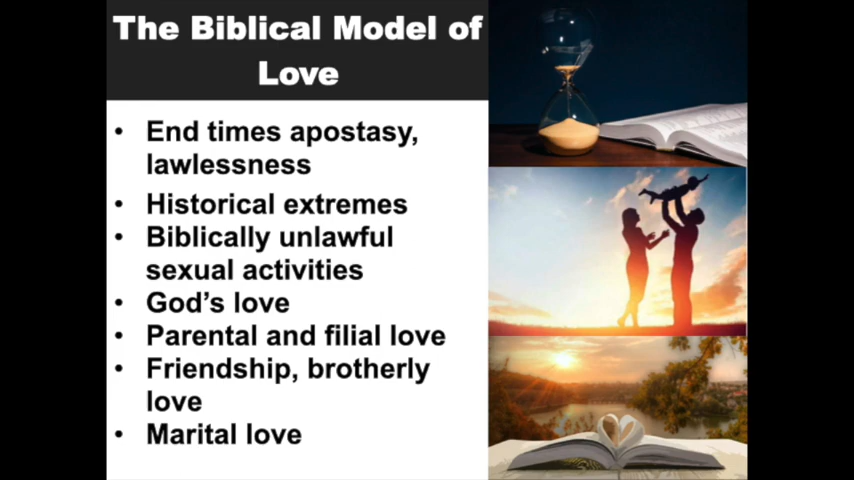 The Biblical Model of
Love
• End times apostasy,
lawlessness
• Historical extremes
• Biblically unlawful
sexual activities
• God’s love
• Parental and filial love
• Friendship, brotherly
love
• Marital love